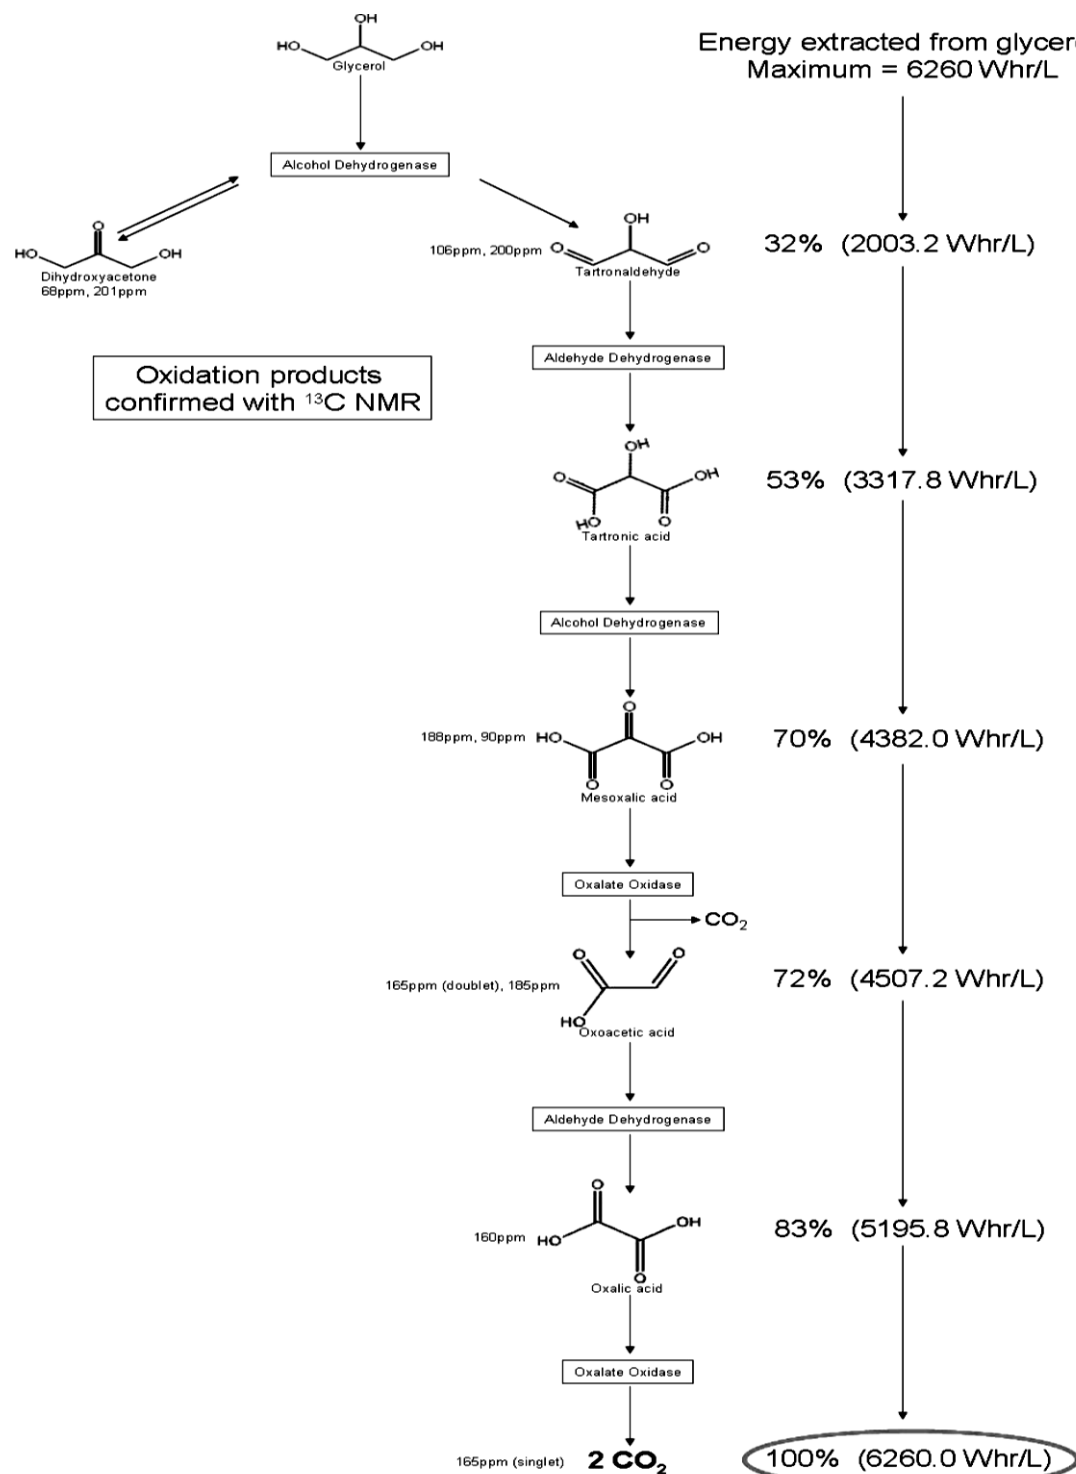 OH
HO
OH
Glycerol
Energy extracted from glycer
Maximum = 6260 Whr/L
Alcohol Dehydrogenase
O
HO
OH
Dihydroxyacetone
68ppm, 201ppm
OH
106ppm, 200ppm
O
O
Tartronaldehyde
32% (2003.2 Whr/L)
Aldehyde Dehydrogenase
Oxidation products
confirmed with ¹³C NMR
OH
O
OH
HO
O
Tartronic acid
53% (3317.8 Whr/L)
Alcohol Dehydrogenase
O
188ppm, 90ppm
HO
OH
O
O
Mesoxalic acid
70% (4382.0 Whr/L)
Oxalate Oxidase
CO₂
O
O
165ppm (doublet), 185ppm
HO
Oxoacetic acid
72% (4507.2 Whr/L)
Aldehyde Dehydrogenase
O
OH
160ppm
HO
O
Oxalic acid
83% (5195.8 Whr/L)
Oxalate Oxidase
165ppm (singlet)
2 CO₂
100% (6260.0 Whr/L)